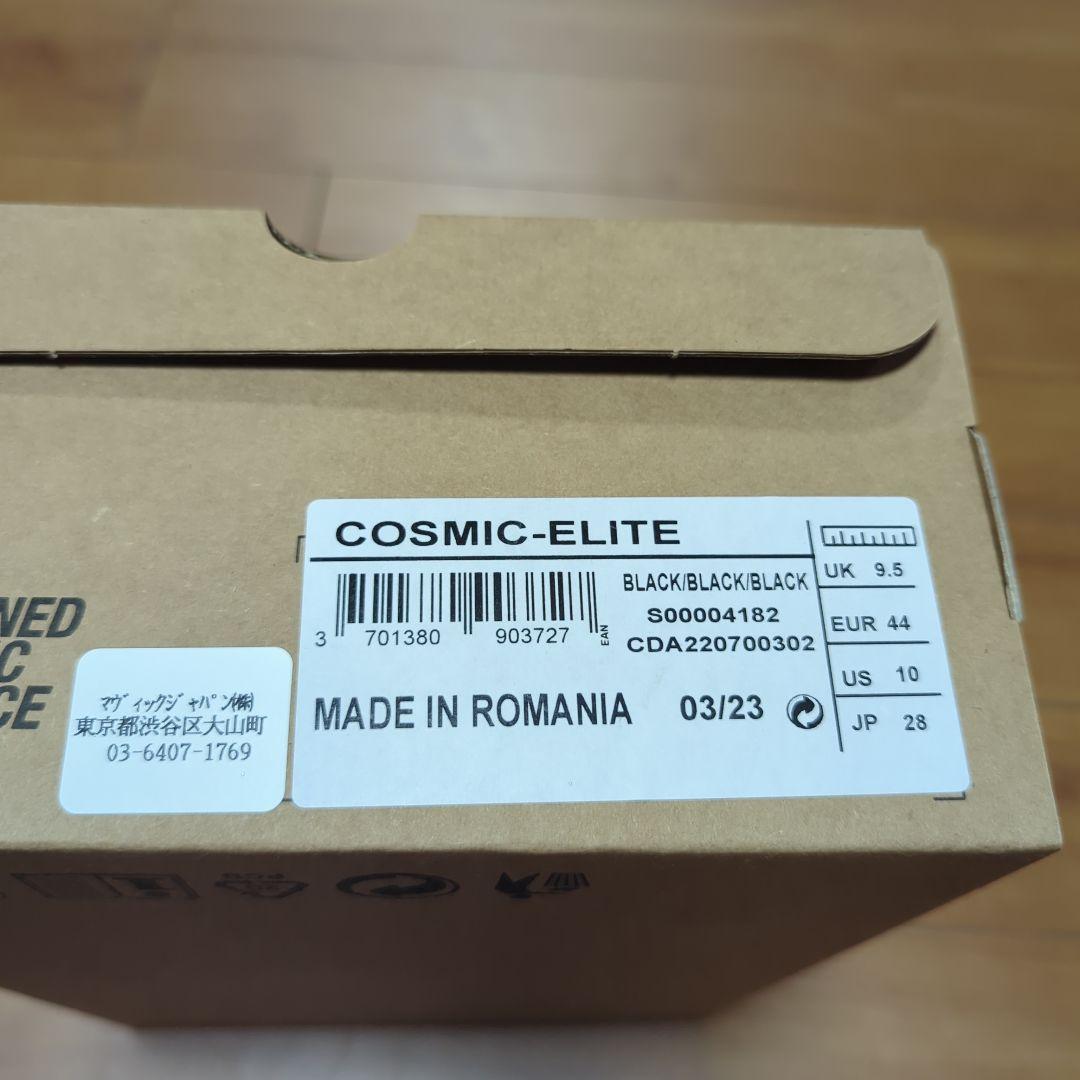 COSMIC-ELITE
3 701380 903727 EAN
BLACK/BLACK/BLACK
S00004182
CDA220700302
MADE IN ROMANIA 03/23
UK 9.5
EUR 44
US 10
JP 28
NED
C
CE
マヴィックジャパン㈱
東京都渋谷区大山町
03-6407-1769